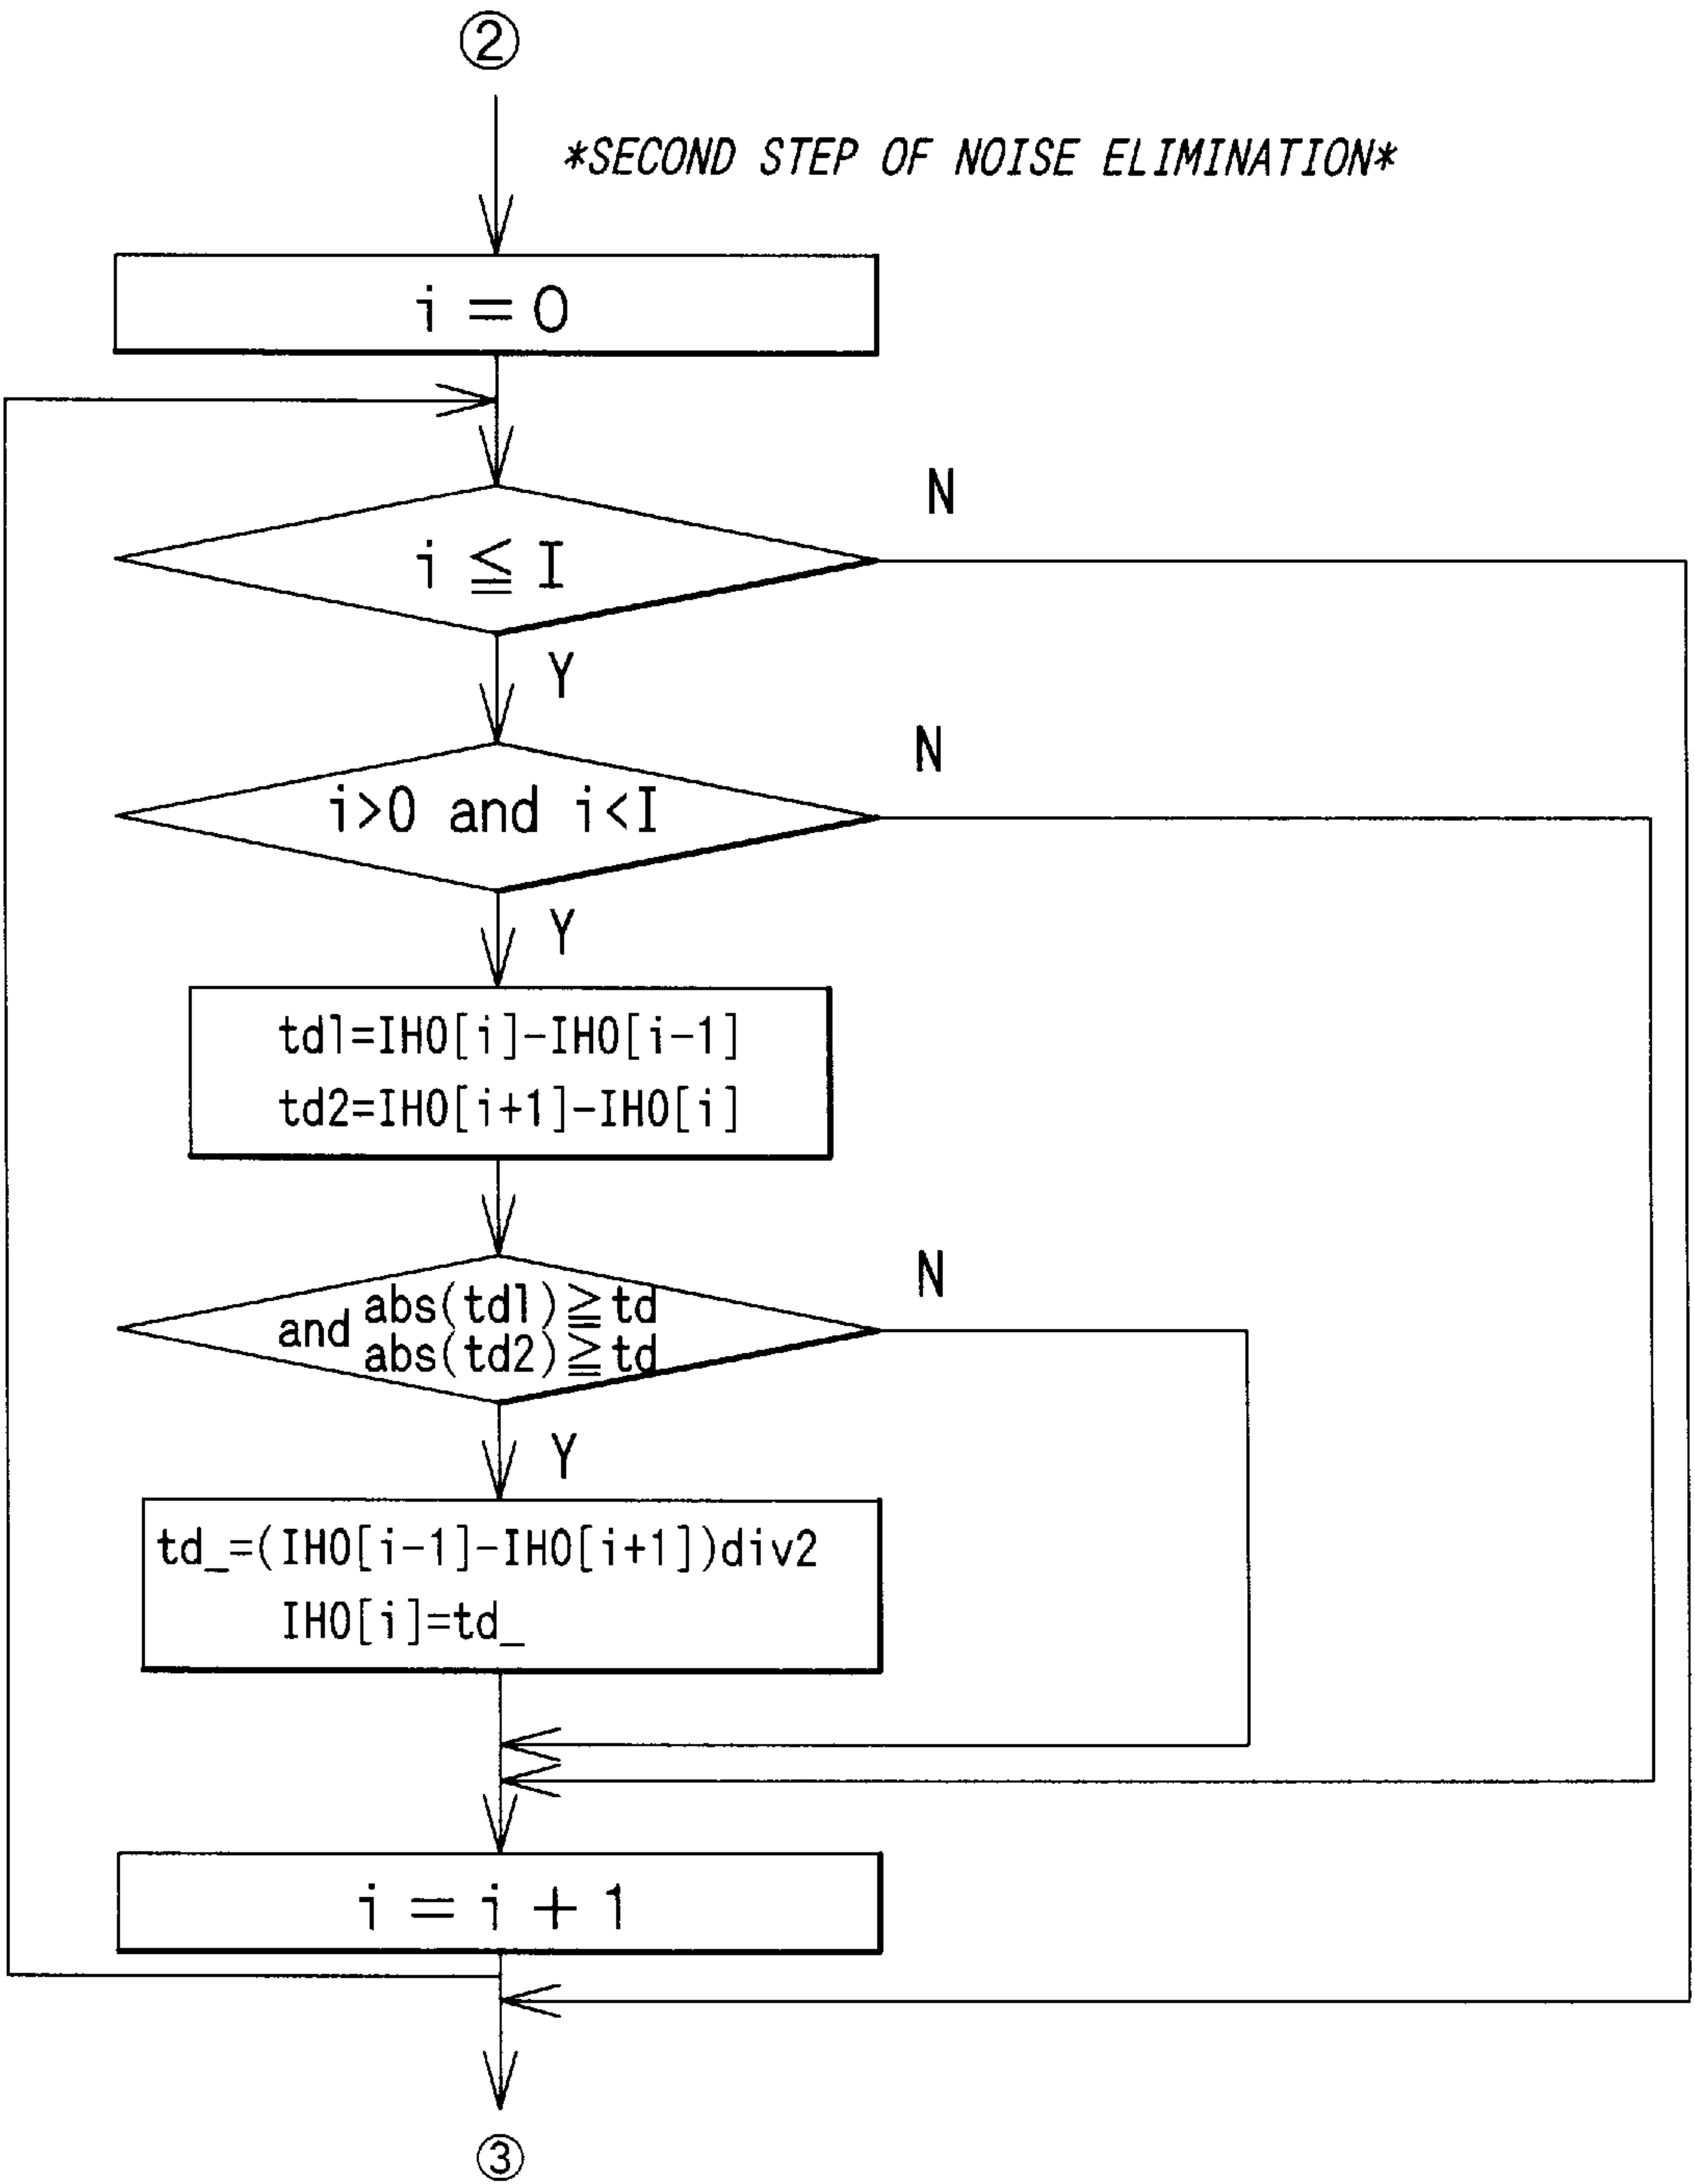 ②
*SECOND STEP OF NOISE ELIMINATION*
i = 0
N
i ≦ I
Y
N
i>0 and i<I
Y
td1=IH0[i]-IH0[i-1]
td2=IH0[i+1]-IH0[i]
N
abs(td1)≧td
and
abs(td2)≧td
Y
td_=(IH0[i-1]-IH0[i+1])div2
IH0[i]=td_
i = i + 1
③